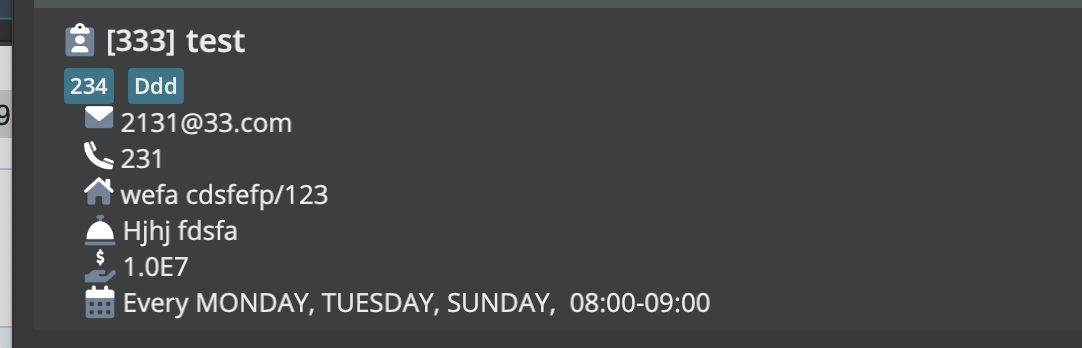 [333] test
234 Ddd
9
2131@33.com
231
wefa cdsfefp/123
Hjhj fdsfa
$ 1.0E7
Every MONDAY, TUESDAY, SUNDAY, 08:00-09:00